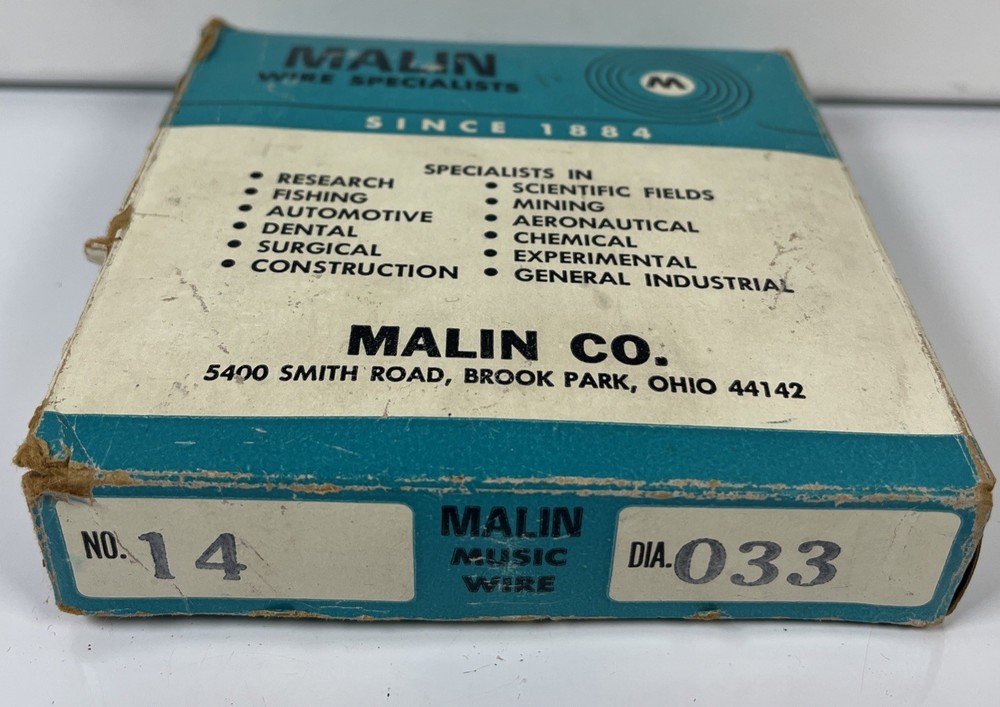 MALIN
WIRE SPECIALISTS
M
SINCE 1884
SPECIALISTS IN
• RESEARCH
• FISHING
• AUTOMOTIVE
• DENTAL
• SURGICAL
• CONSTRUCTION
• SCIENTIFIC FIELDS
• MINING
• AERONAUTICAL
• CHEMICAL
• EXPERIMENTAL
• GENERAL INDUSTRIAL
MALIN CO.
5400 SMITH ROAD, BROOK PARK, OHIO 44142
NO. 14
MALIN
MUSIC
WIRE
DIA. 033